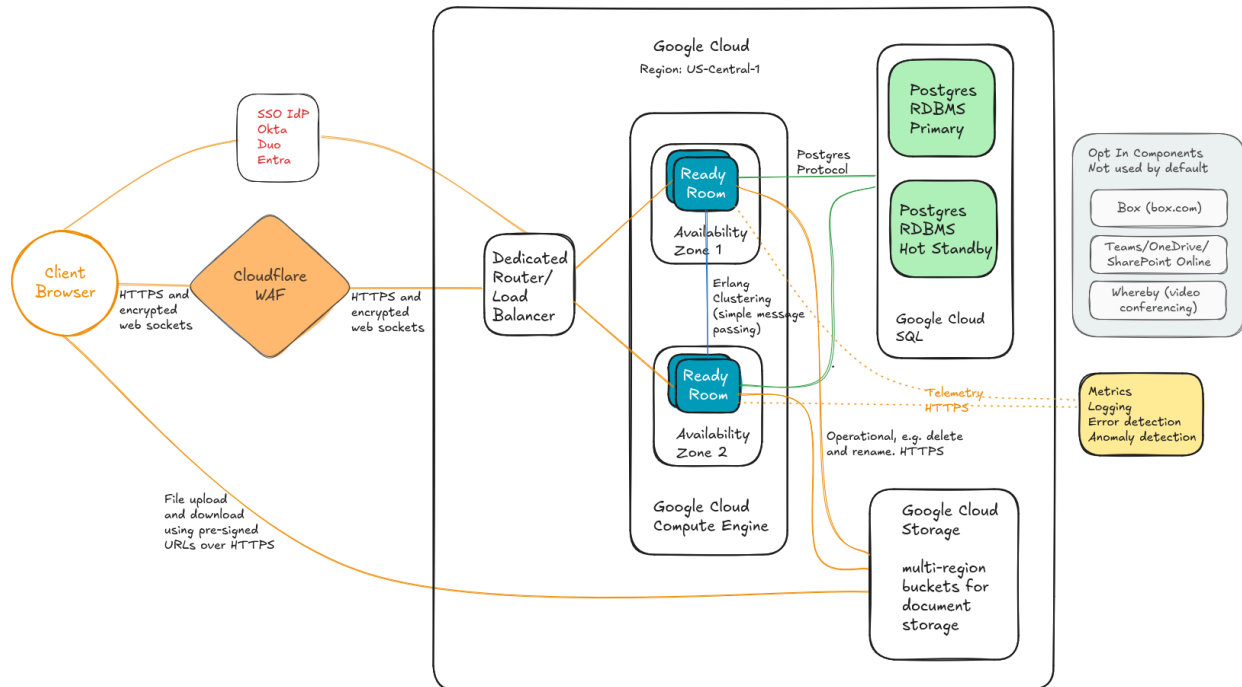 Google Cloud
Region: US-Central-1
SSO IdP
Okta
Duo
Entra
Client
Browser
HTTPS and
encrypted
web sockets
Cloudflare
WAF
HTTPS and
encrypted
web sockets
Dedicated
Router/
Load
Balancer
Ready
Room
Availability
Zone 1
Erlang
Clustering
(simple message
passing)
Ready
Room
Availability
Zone 2
Google Cloud
Compute Engine
Postgres
Protocol
Postgres
RDBMS
Primary
Postgres
RDBMS
Hot Standby
Google Cloud
SQL
Opt In Components
Not used by default
Box (box.com)
Teams/OneDrive/
SharePoint Online
Whereby (video
conferencing)
Telemetry
HTTPS
Metrics
Logging
Error detection
Anomaly detection
Operational, e.g. delete
and rename. HTTPS
File upload
and download
using pre-signed
URLs over HTTPS
Google Cloud
Storage
multi-region
buckets for
document
storage